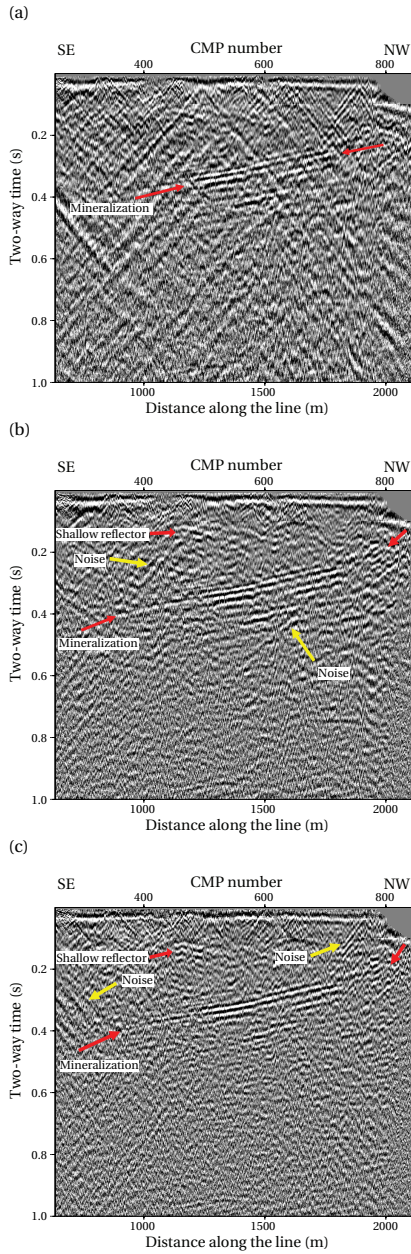 (a)
SE CMP number NW
400 600 800
Two-way time (s)
0.2
0.4
0.6
0.8
1.0
Mineralization
1000 1500 2000
Distance along the line (m)
(b)
SE CMP number NW
400 600 800
Two-way time (s)
0.2
0.4
0.6
0.8
1.0
Shallow reflector
Noise
Mineralization
Noise
1000 1500 2000
Distance along the line (m)
(c)
SE CMP number NW
400 600 800
Two-way time (s)
0.2
0.4
0.6
0.8
1.0
Shallow reflector
Noise
Noise
Mineralization
1000 1500 2000
Distance along the line (m)